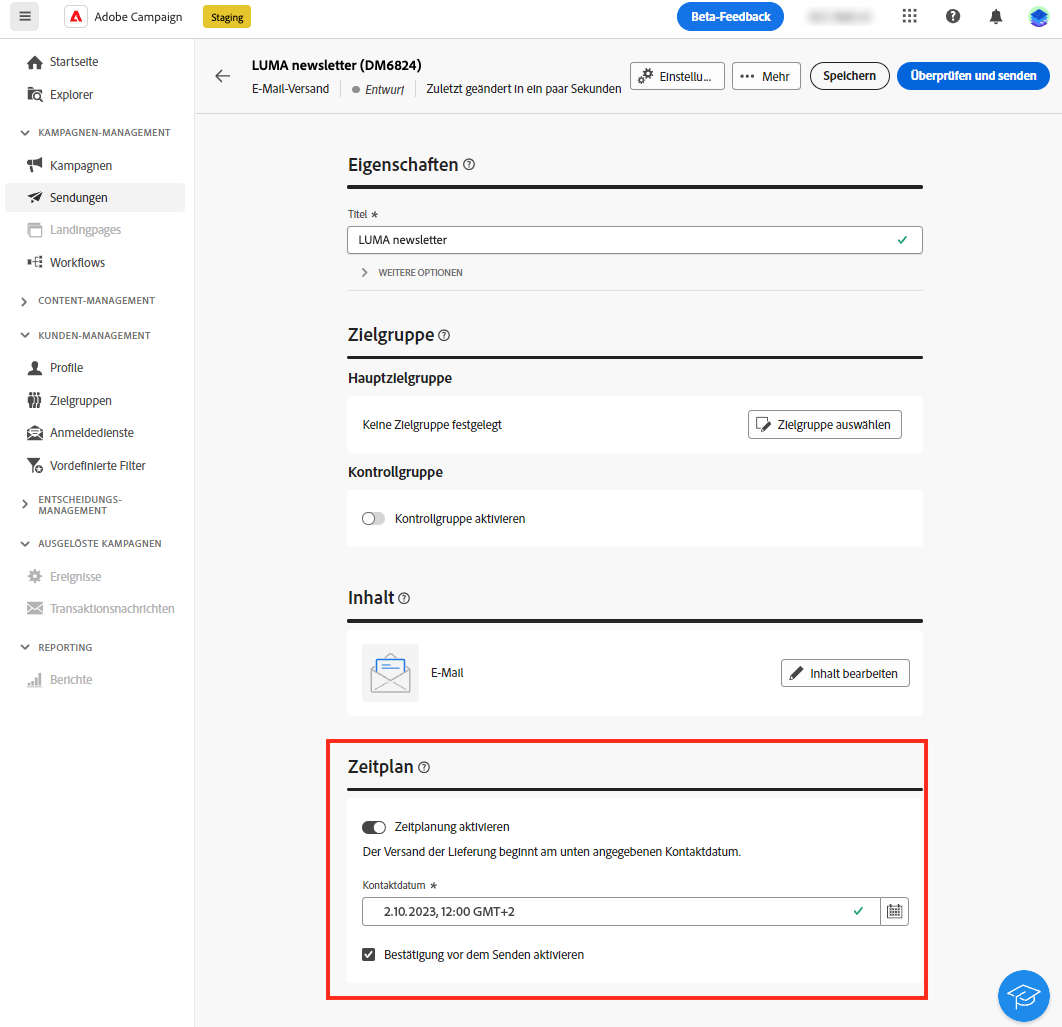 Adobe Campaign
Staging
Beta-Feedback
Startseite
Explorer
KAMPAGNEN-MANAGEMENT
Kampagnen
Sendungen
Landingpages
Workflows
CONTENT-MANAGEMENT
KUNDEN-MANAGEMENT
Profile
Zielgruppen
Anmeldedienste
Vordefinierte Filter
ENTSCHEIDUNGS-
MANAGEMENT
AUSGELÖSTE KAMPAGNEN
Ereignisse
Transaktionsnachrichten
REPORTING
Berichte
LUMA newsletter (DM6824)
E-Mail-Versand
Entwurf
Zuletzt geändert in ein paar Sekunden
Einstellu...
Mehr
Speichern
Überprüfen und senden
Eigenschaften
Titel *
LUMA newsletter
WEITERE OPTIONEN
Zielgruppe
Hauptzielgruppe
Keine Zielgruppe festgelegt
Zielgruppe auswählen
Kontrollgruppe
Kontrollgruppe aktivieren
Inhalt
E-Mail
Inhalt bearbeiten
Zeitplan
Zeitplanung aktivieren
Der Versand der Lieferung beginnt am unten angegebenen Kontaktdatum.
Kontaktdatum *
2.10.2023, 12:00 GMT+2
Bestätigung vor dem Senden aktivieren